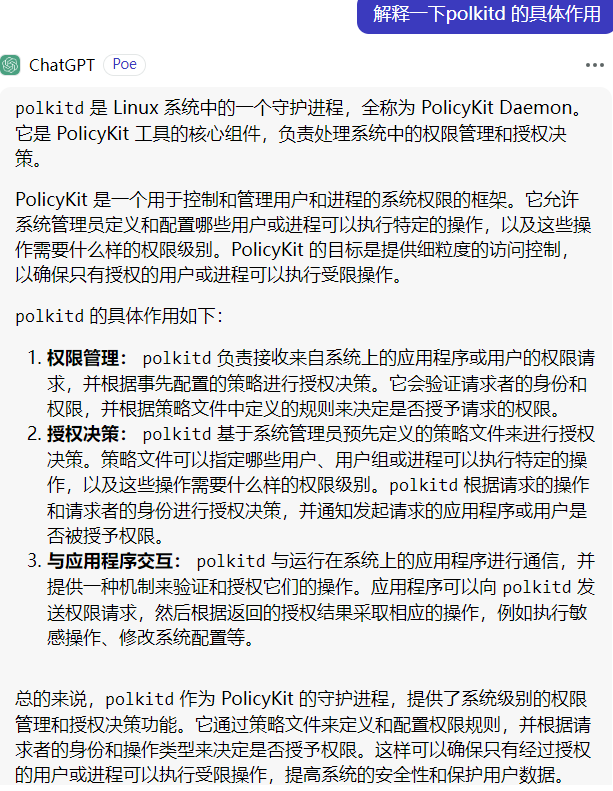 解释一下polkitd 的具体作用
ChatGPT Poe
polkitd 是 Linux 系统中的一个守护进程，全称为 PolicyKit Daemon。
它是 PolicyKit 工具的核心组件，负责处理系统中的权限管理和授权决
策。
PolicyKit 是一个用于控制和管理用户和进程的系统权限的框架。它允许
系统管理员定义和配置哪些用户或进程可以执行特定的操作，以及这些操
作需要什么样的权限级别。PolicyKit 的目标是提供细粒度的访问控制，
以确保只有授权的用户或进程可以执行受限操作。
polkitd 的具体作用如下：
1. 权限管理： polkitd 负责接收来自系统上的应用程序或用户的权限请
求，并根据事先配置的策略进行授权决策。它会验证请求者的身份和
权限，并根据策略文件中定义的规则来决定是否授予请求的权限。
2. 授权决策： polkitd 基于系统管理员预先定义的策略文件来进行授权
决策。策略文件可以指定哪些用户、用户组或进程可以执行特定的操
作，以及这些操作需要什么样的权限级别。polkitd 根据请求的操作
和请求者的身份进行授权决策，并通知发起请求的应用程序或用户是
否被授予权限。
3. 与应用程序交互： polkitd 与运行在系统上的应用程序进行通信，并
提供一种机制来验证和授权它们的操作。应用程序可以向 polkitd 发
送权限请求，然后根据返回的授权结果采取相应的操作，例如执行敏
感操作、修改系统配置等。
总的来说，polkitd 作为 PolicyKit 的守护进程，提供了系统级别的权限
管理和授权决策功能。它通过策略文件来定义和配置权限规则，并根据请
求者的身份和操作类型来决定是否授予权限。这样可以确保只有经过授权
的用户或进程可以执行受限操作，提高系统的安全性和保护用户数据。